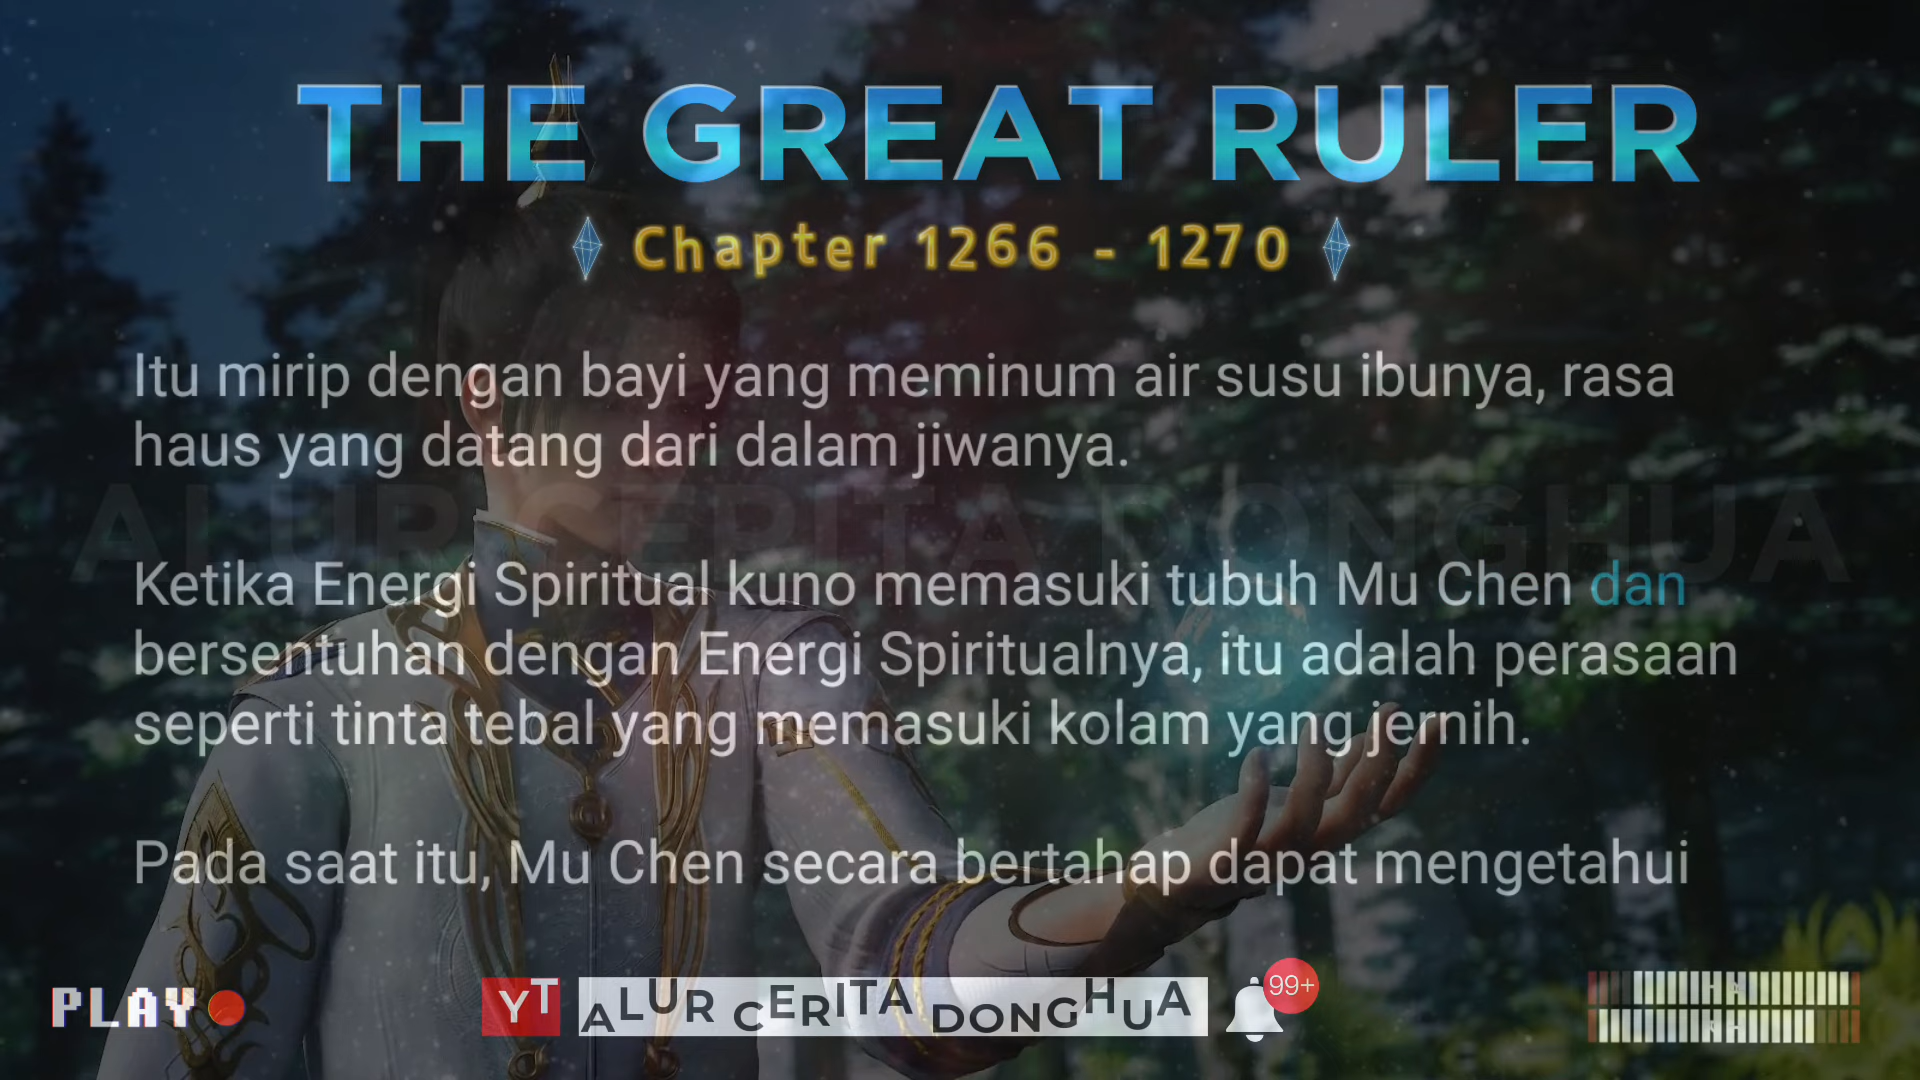 THE GREAT RULER
Chapter 1266 - 1270
Itu mirip dengan bayi yang meminum air susu ibunya, rasa
haus yang datang dari dalam jiwanya.
ALUR CERITA DONGHUA
Ketika Energi Spiritual kuno memasuki tubuh Mu Chen dan
bersentuhan dengan Energi Spiritualnya, itu adalah perasaan
seperti tinta tebal yang memasuki kolam yang jernih.
Pada saat itu, Mu Chen secara bertahap dapat mengetahui
PLAY
YT ALUR CERITA DONGHUA
99+